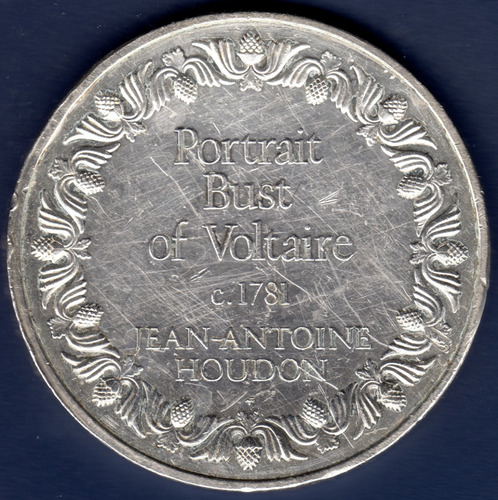 Portrait
Bust
of Voltaire
c. 1781
JEAN-ANTOINE
HOUDON